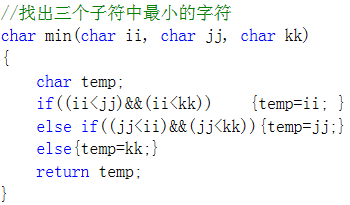 //找出三个子符中最小的字符
char min(char ii, char jj, char kk)
{
    char temp;
    if((ii<jj)&&(ii<kk))    {temp=ii; }
    else if((jj<ii)&&(jj<kk)){temp=jj;}
    else{temp=kk;}
    return temp;
}